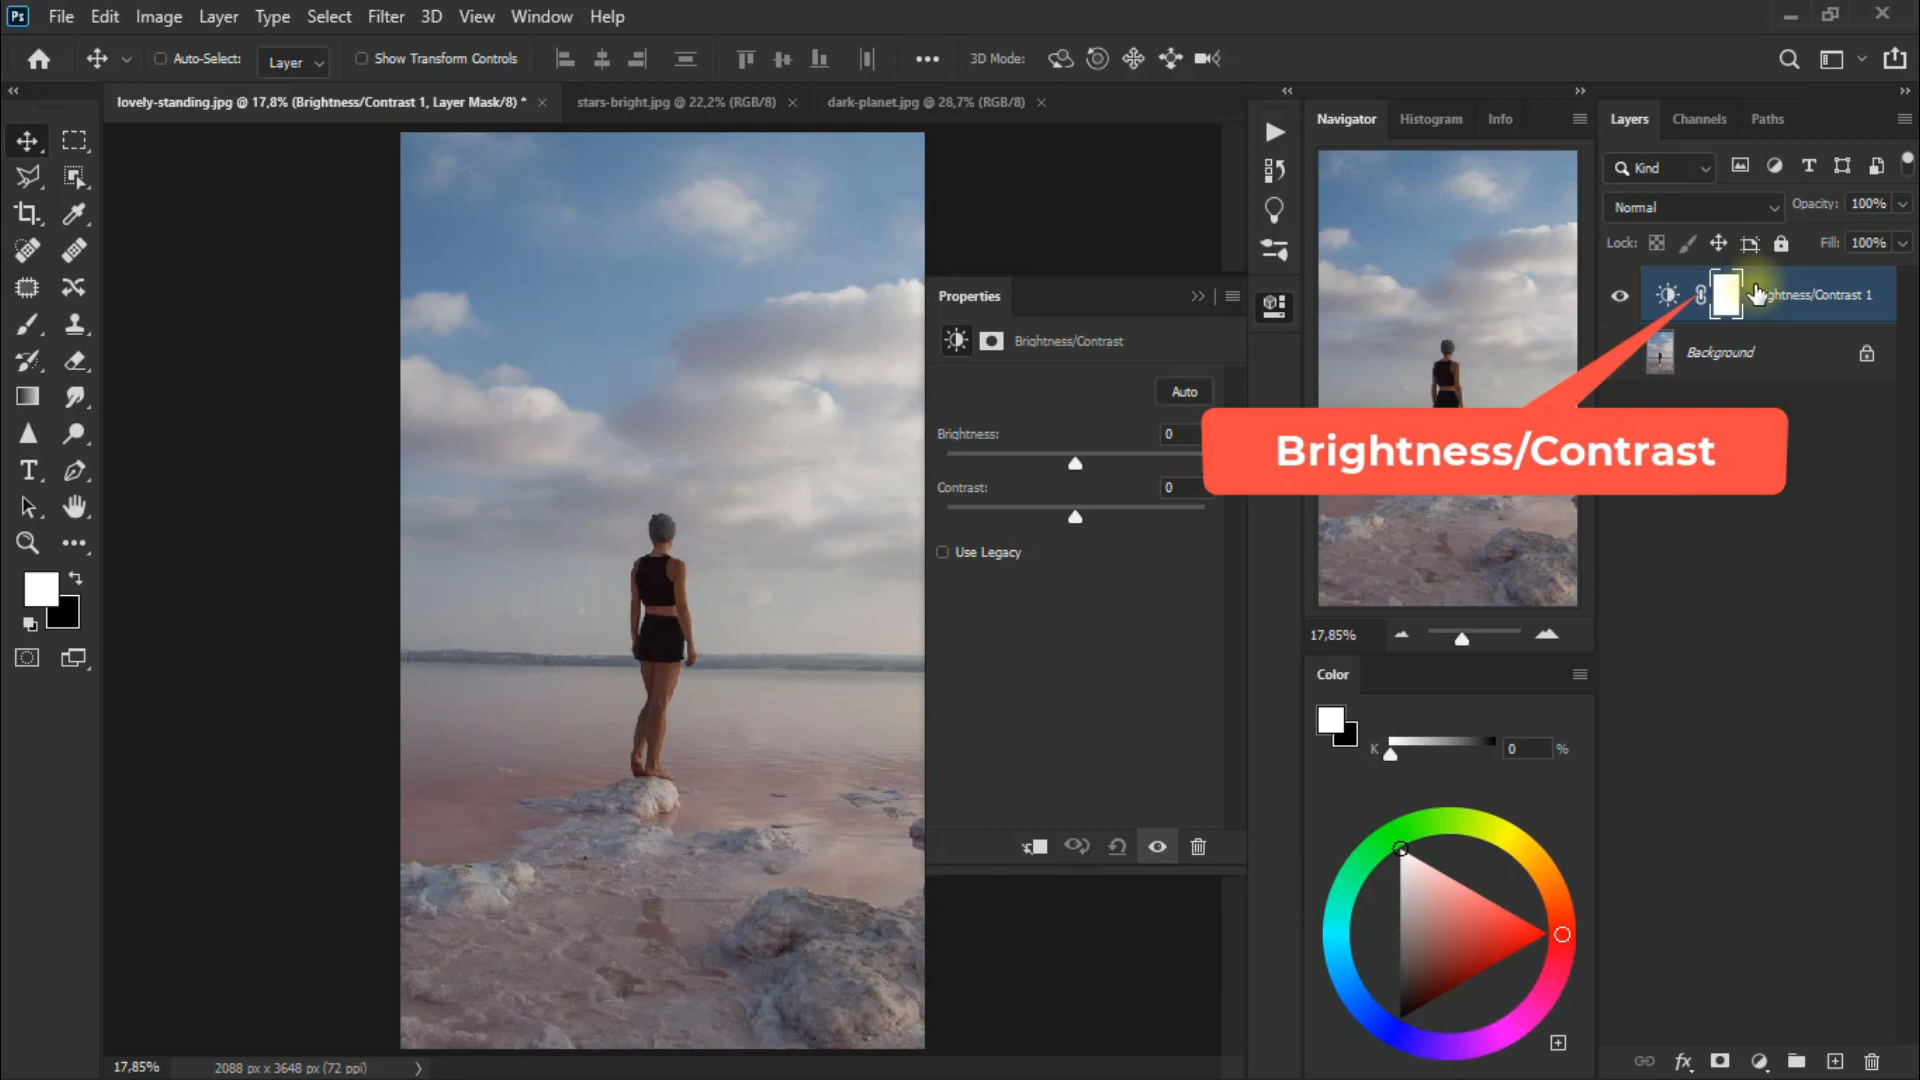 Ps File Edit Image Layer Type Select Filter 3D View Window Help
Auto-Select: Layer Show Transform Controls 3D Mode:
lovely-standing.jpg @ 17,8% (Brightness/Contrast 1, Layer Mask/8) * stars-bright.jpg @ 22,2% (RGB/8) dark-planet.jpg @ 28,7% (RGB/8)
Navigator Histogram Info
Layers Channels Paths
Kind
Normal Opacity: 100%
Lock: Fill: 100%
ghtness/Contrast 1
Background
Properties
Brightness/Contrast
Auto
Brightness: 0
Contrast: 0
Use Legacy
Brightness/Contrast
17,85%
Color
K 0 %
17,85% 2088 px x 3648 px (72 ppi)